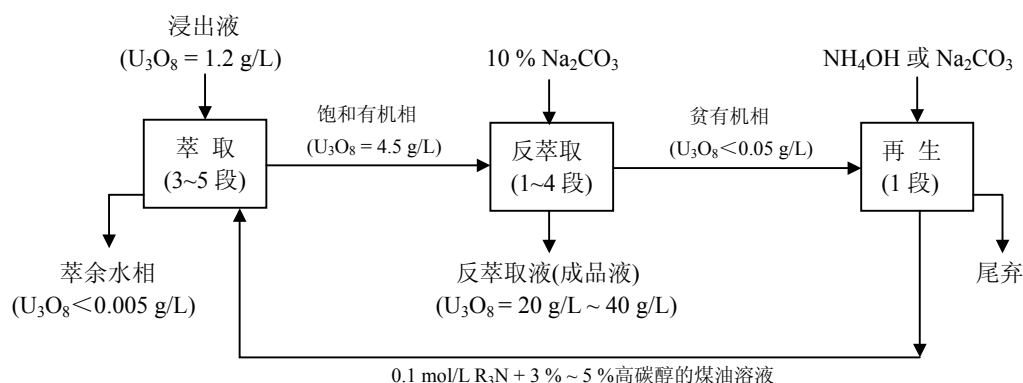 浸出液
(U₃O₈ = 1.2 g/L)
10 % Na₂CO₃
NH₄OH 或 Na₂CO₃
饱和有机相
(U₃O₈ = 4.5 g/L)
贫有机相
(U₃O₈＜0.05 g/L)
萃 取
(3~5 段)
反萃取
(1~4 段)
再 生
(1 段)
萃余水相
(U₃O₈＜0.005 g/L)
反萃取液(成品液)
(U₃O₈ = 20 g/L ~ 40 g/L)
尾弃
0.1 mol/L R₃N + 3 % ~ 5 %高碳醇的煤油溶液